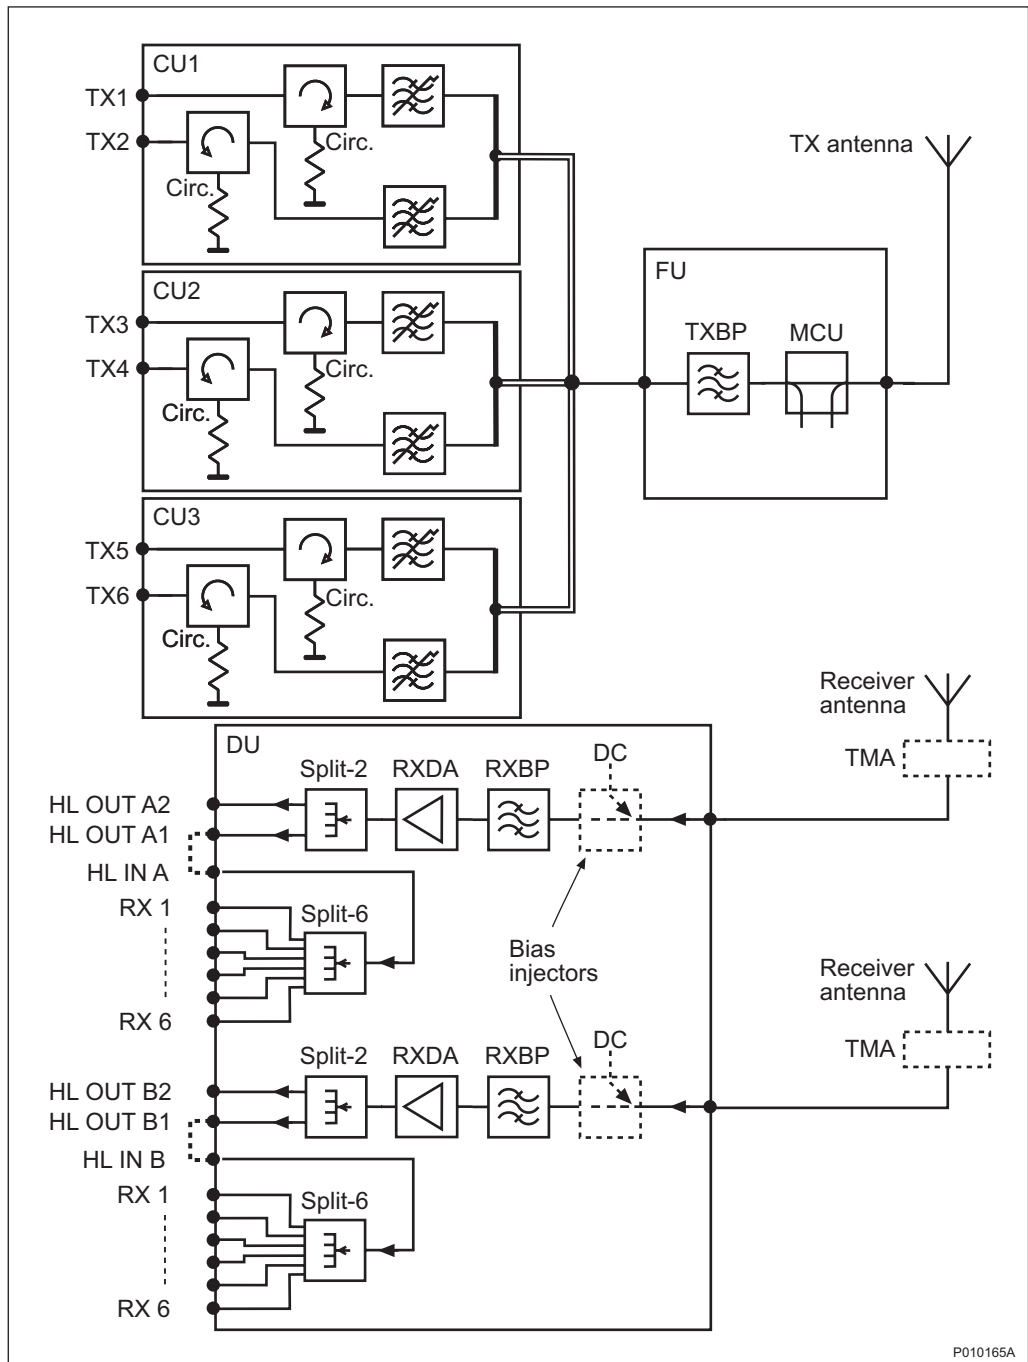 CU1
TX1
TX2
Circ.
Circ.
TX antenna
CU2
TX3
TX4
Circ.
Circ.
FU
TXBP
MCU
CU3
TX5
TX6
Circ.
Circ.
Receiver
antenna
TMA
DU
Split-2
RXDA
RXBP
DC
HL OUT A2
HL OUT A1
HL IN A
RX 1
Split-6
RX 6
Bias
injectors
Receiver
antenna
TMA
Split-2
RXDA
RXBP
DC
HL OUT B2
HL OUT B1
HL IN B
RX 1
Split-6
RX 6
P010165A